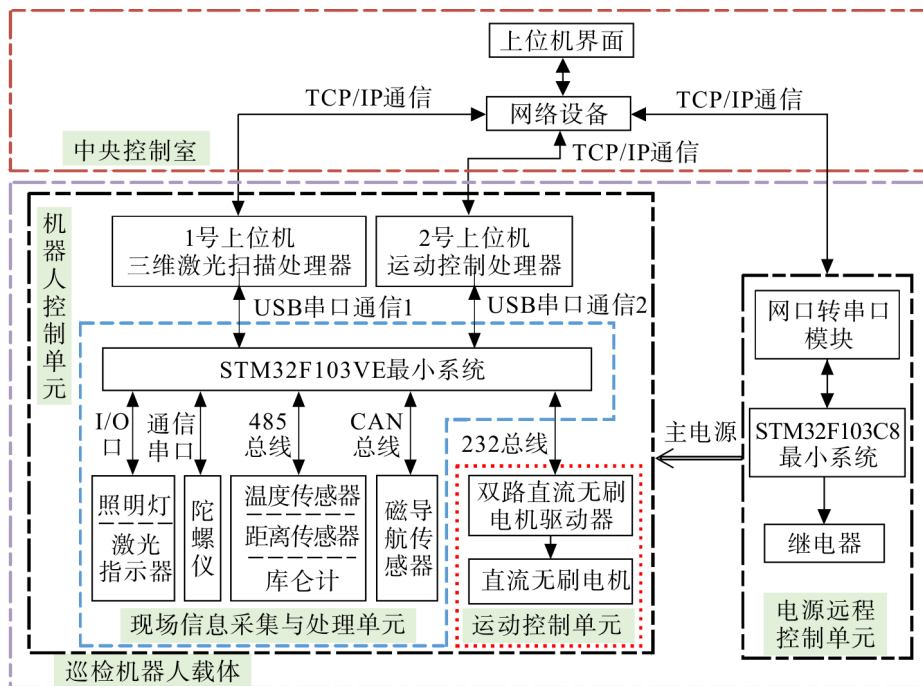 上位机界面
TCP/IP通信
TCP/IP通信
网络设备
中央控制室
TCP/IP通信
机器人控制单元
1号上位机
三维激光扫描处理器
2号上位机
运动控制处理器
USB串口通信1
USB串口通信2
网口转串口
模块
STM32F103VE最小系统
I/O
口
通信
串口
485
总线
CAN
总线
232总线
主电源
STM32F103C8
最小系统
照明灯
激光
指示器
陀螺仪
温度传感器
距离传感器
库仑计
磁导航传感器
双路直流无刷
电机驱动器
直流无刷电机
继电器
现场信息采集与处理单元
运动控制单元
电源远程
控制单元
巡检机器人载体